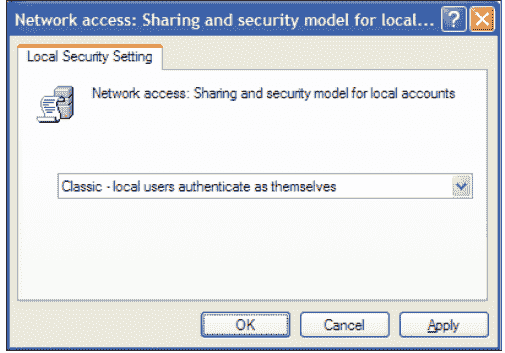 Network access: Sharing and security model for local... ?
Local Security Setting
Network access: Sharing and security model for local accounts
Classic - local users authenticate as themselves
OK Cancel Apply